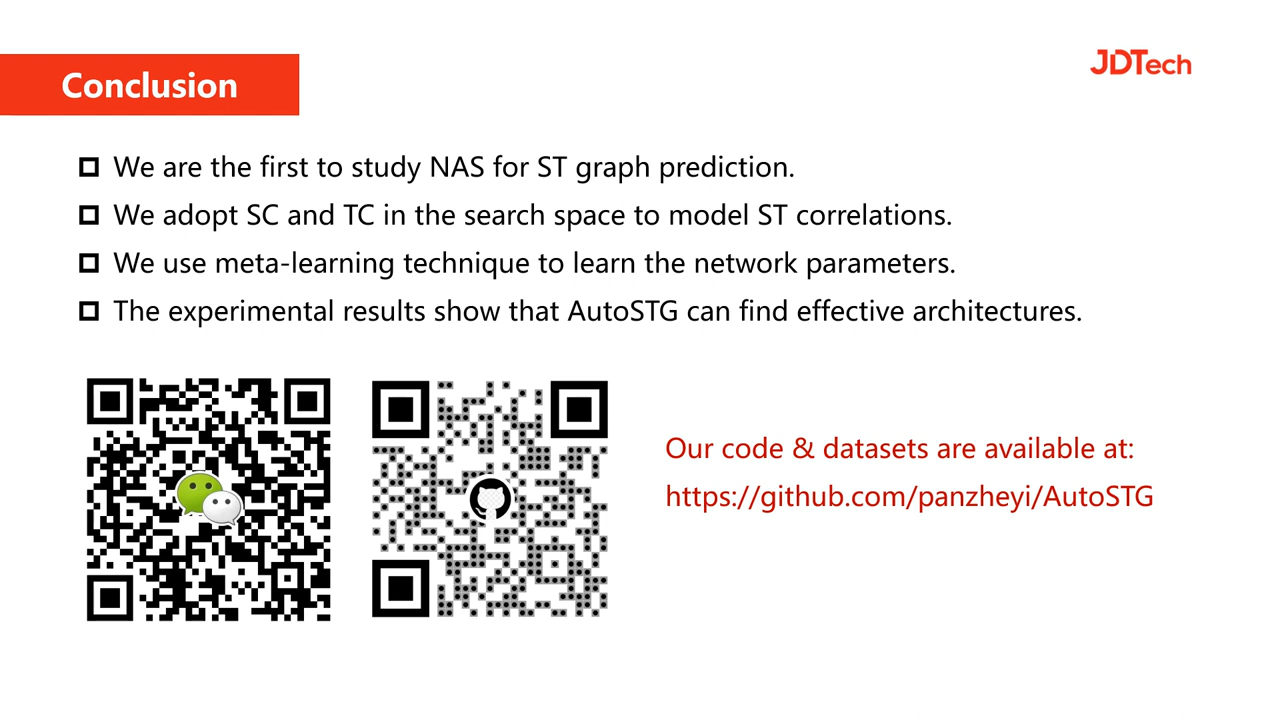 Conclusion
JDTech
We are the first to study NAS for ST graph prediction.
We adopt SC and TC in the search space to model ST correlations.
We use meta-learning technique to learn the network parameters.
The experimental results show that AutoSTG can find effective architectures.
Our code & datasets are available at:
https://github.com/panzheyi/AutoSTG